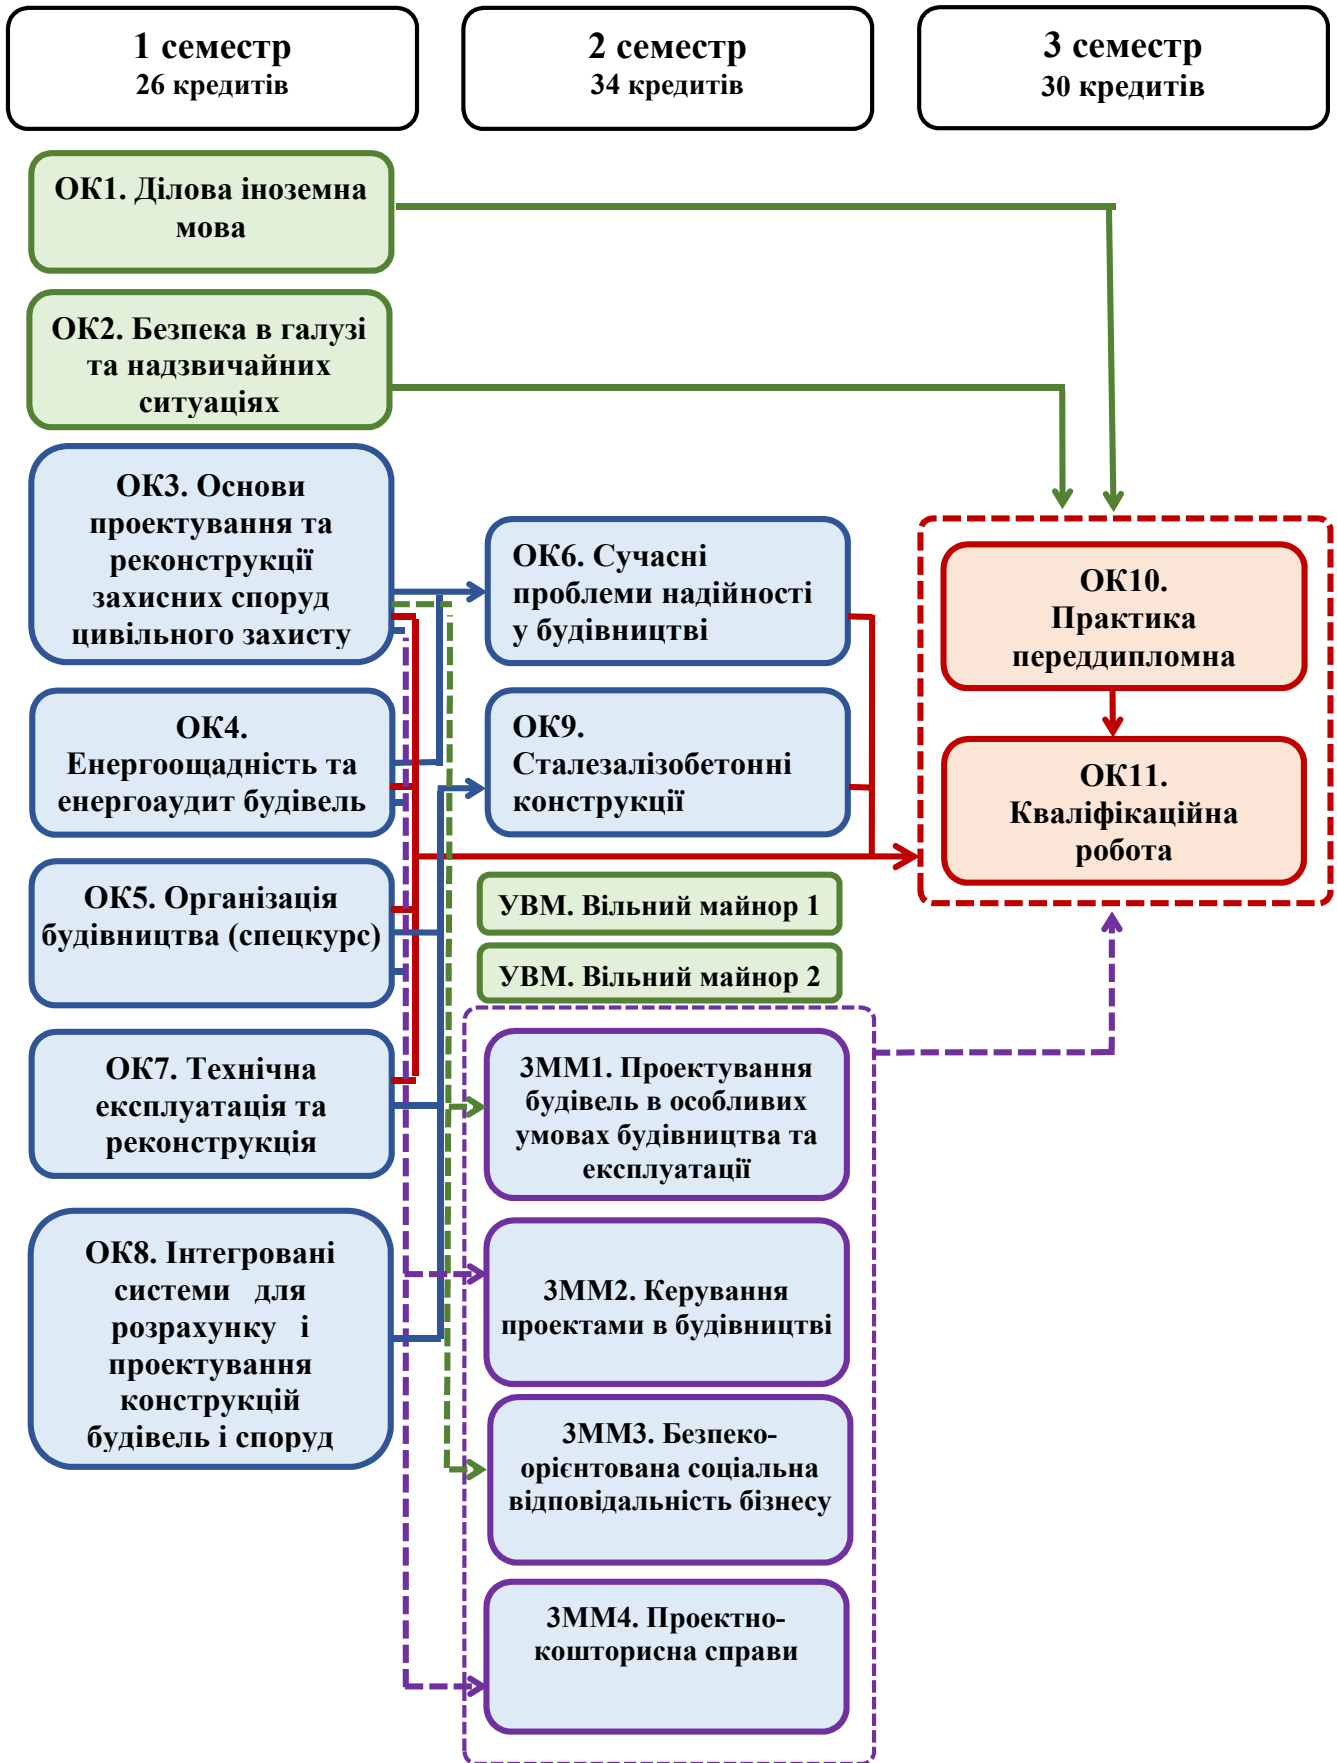 1 семестр
26 кредитів
2 семестр
34 кредитів
3 семестр
30 кредитів
ОК1. Ділова іноземна
мова
ОК2. Безпека в галузі
та надзвичайних
ситуаціях
ОК3. Основи
проектування та
реконструкції
захисних споруд
цивільного захисту
ОК4.
Енергоощадність та
енергоаудит будівель
ОК5. Організація
будівництва (спецкурс)
ОК7. Технічна
експлуатація та
реконструкція
ОК8. Інтегровані
системи для
розрахунку і
проектування
конструкцій
будівель і споруд
ОК6. Сучасні
проблеми надійності
у будівництві
ОК9.
Сталезалізобетонні
конструкції
УВМ. Вільний майнор 1
УВМ. Вільний майнор 2
ЗММ1. Проектування
будівель в особливих
умовах будівництва та
експлуатації
ЗММ2. Керування
проектами в будівництві
ЗММ3. Безпеко-
орієнтована соціальна
відповідальність бізнесу
ЗММ4. Проектно-
кошторисна справи
ОК10.
Практика
переддипломна
ОК11.
Кваліфікаційна
робота